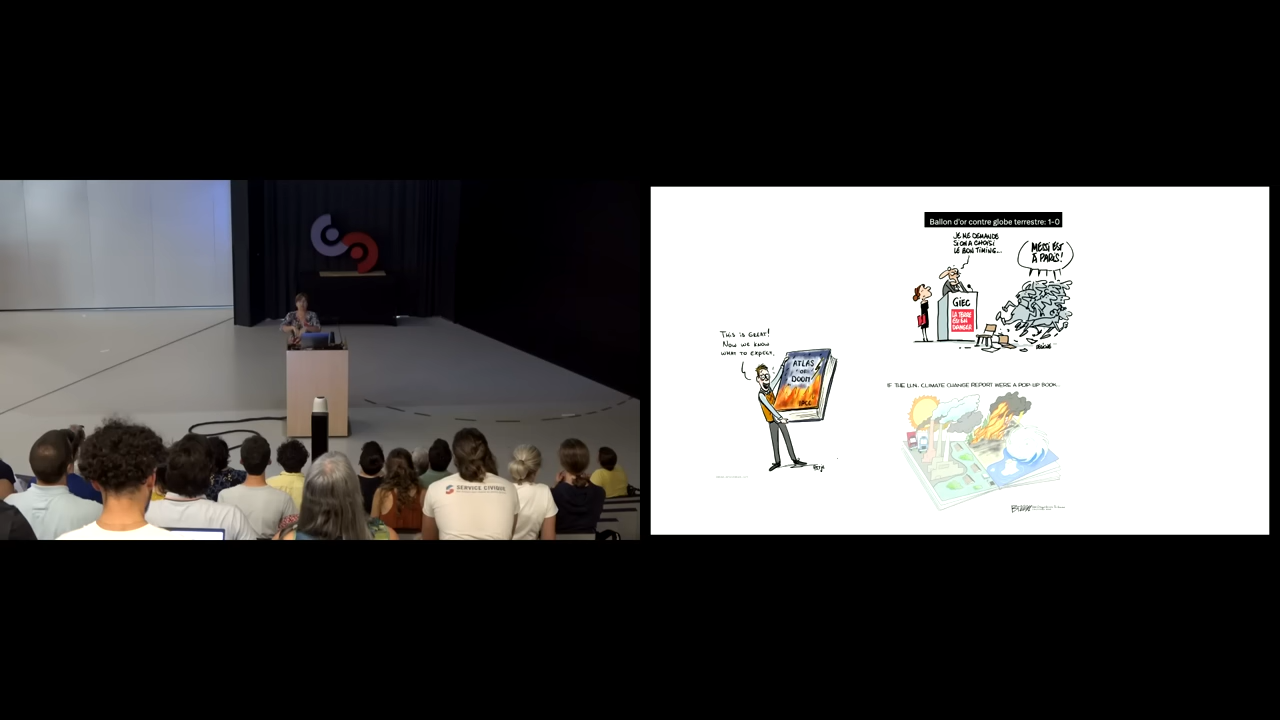 SERVICE CIVIQUE
Ballon d'or contre globe terrestre: 1-0
JE ME DEMANDE
SI ON A CHOISI
LE BON TIMING...
MESSI EST
À PARIS!
GIEC
LA TERRE
EST EN
DANGER
THIS IS GREAT!
NOW WE KNOW
WHAT TO EXPECT.
ATLAS
OF
DOOM
IPCC
IF THE U.N. CLIMATE CHANGE REPORT WERE A POP-UP BOOK...